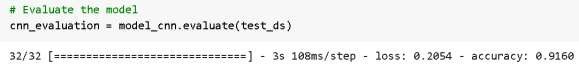 # Evaluate the model
cnn_evaluation = model_cnn.evaluate(test_ds)
32/32 [==============================] - 3s 108ms/step - loss: 0.2054 - accuracy: 0.9160